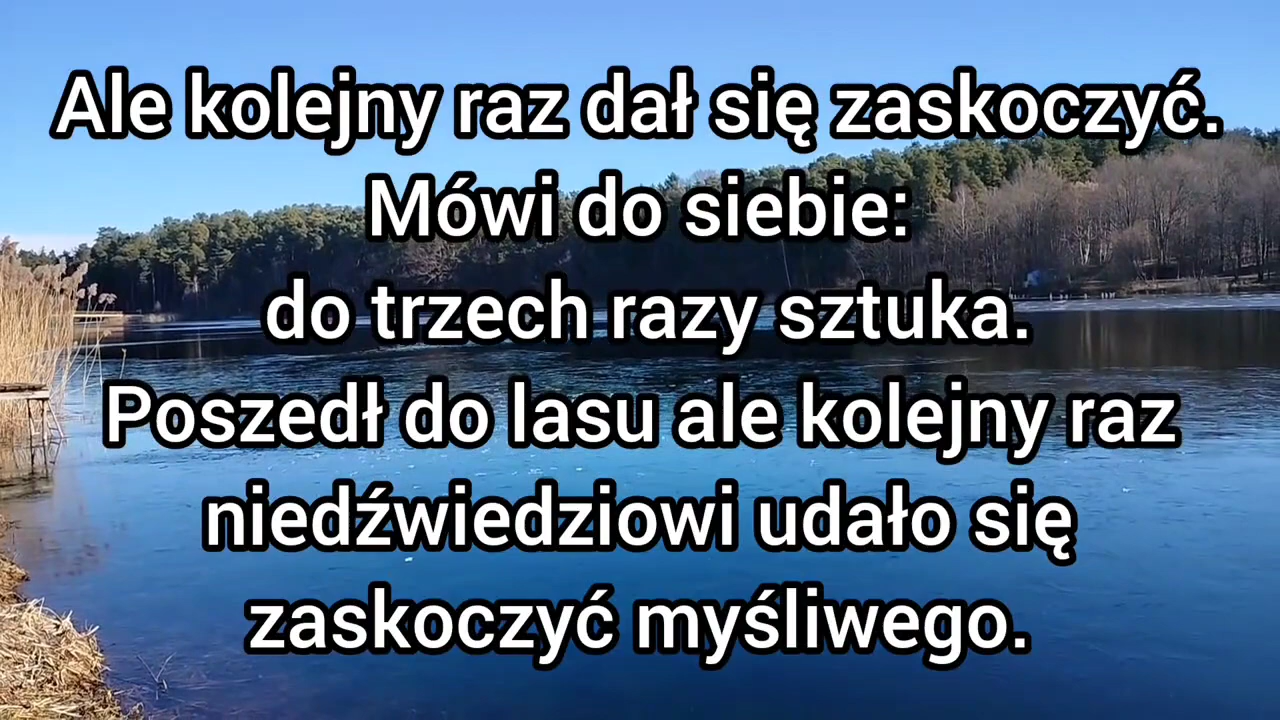 Ale kolejny raz dał się zaskoczyć.
Mówi do siebie:
do trzech razy sztuka.
Poszedł do lasu ale kolejny raz
niedźwiedziowi udało się
zaskoczyć myśliwego.